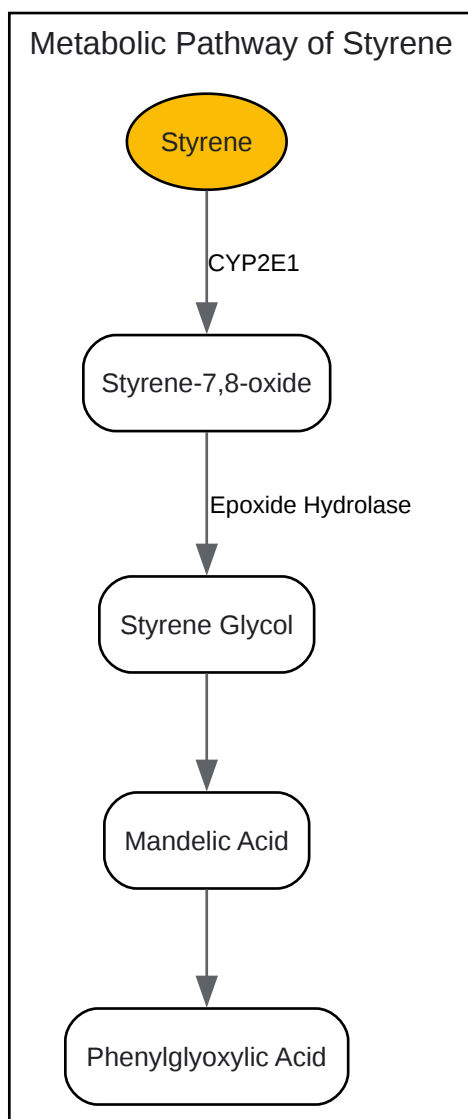 Metabolic Pathway of Styrene
Styrene
CYP2E1
Styrene-7,8-oxide
Epoxide Hydrolase
Styrene Glycol
Mandelic Acid
Phenylglyoxylic Acid